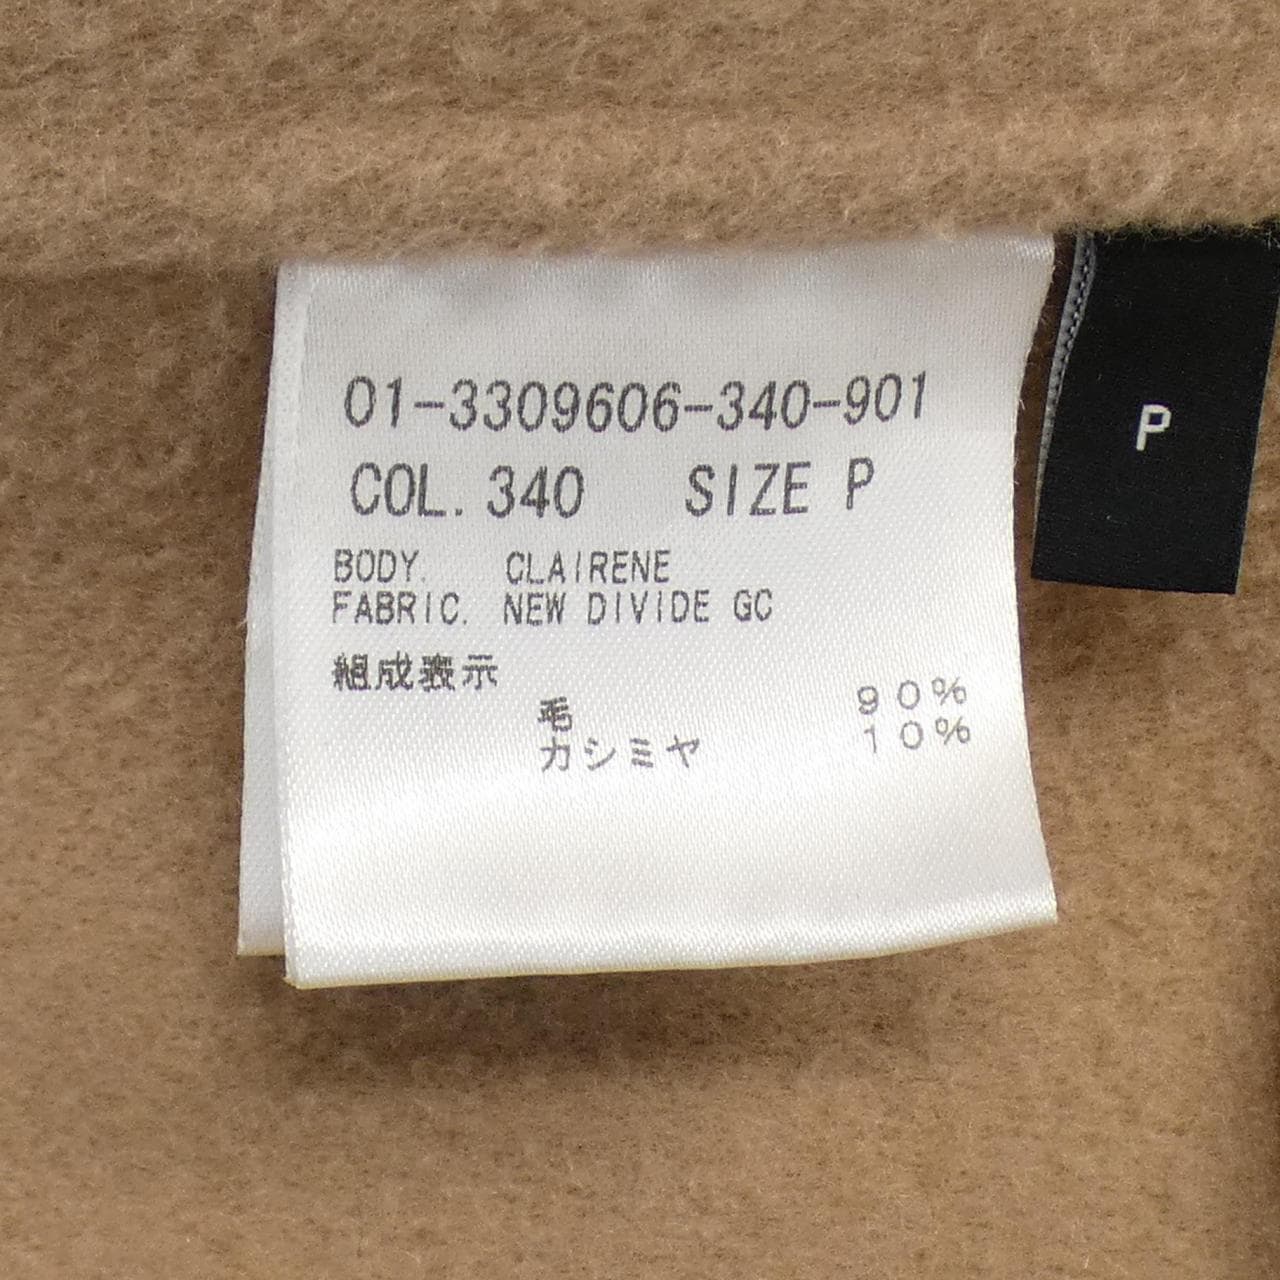 01-3309606-340-901
COL. 340 SIZE P
BODY. CLAIRENE
FABRIC. NEW DIVIDE GC
組成表示
毛 90%
カシミヤ 10%
P